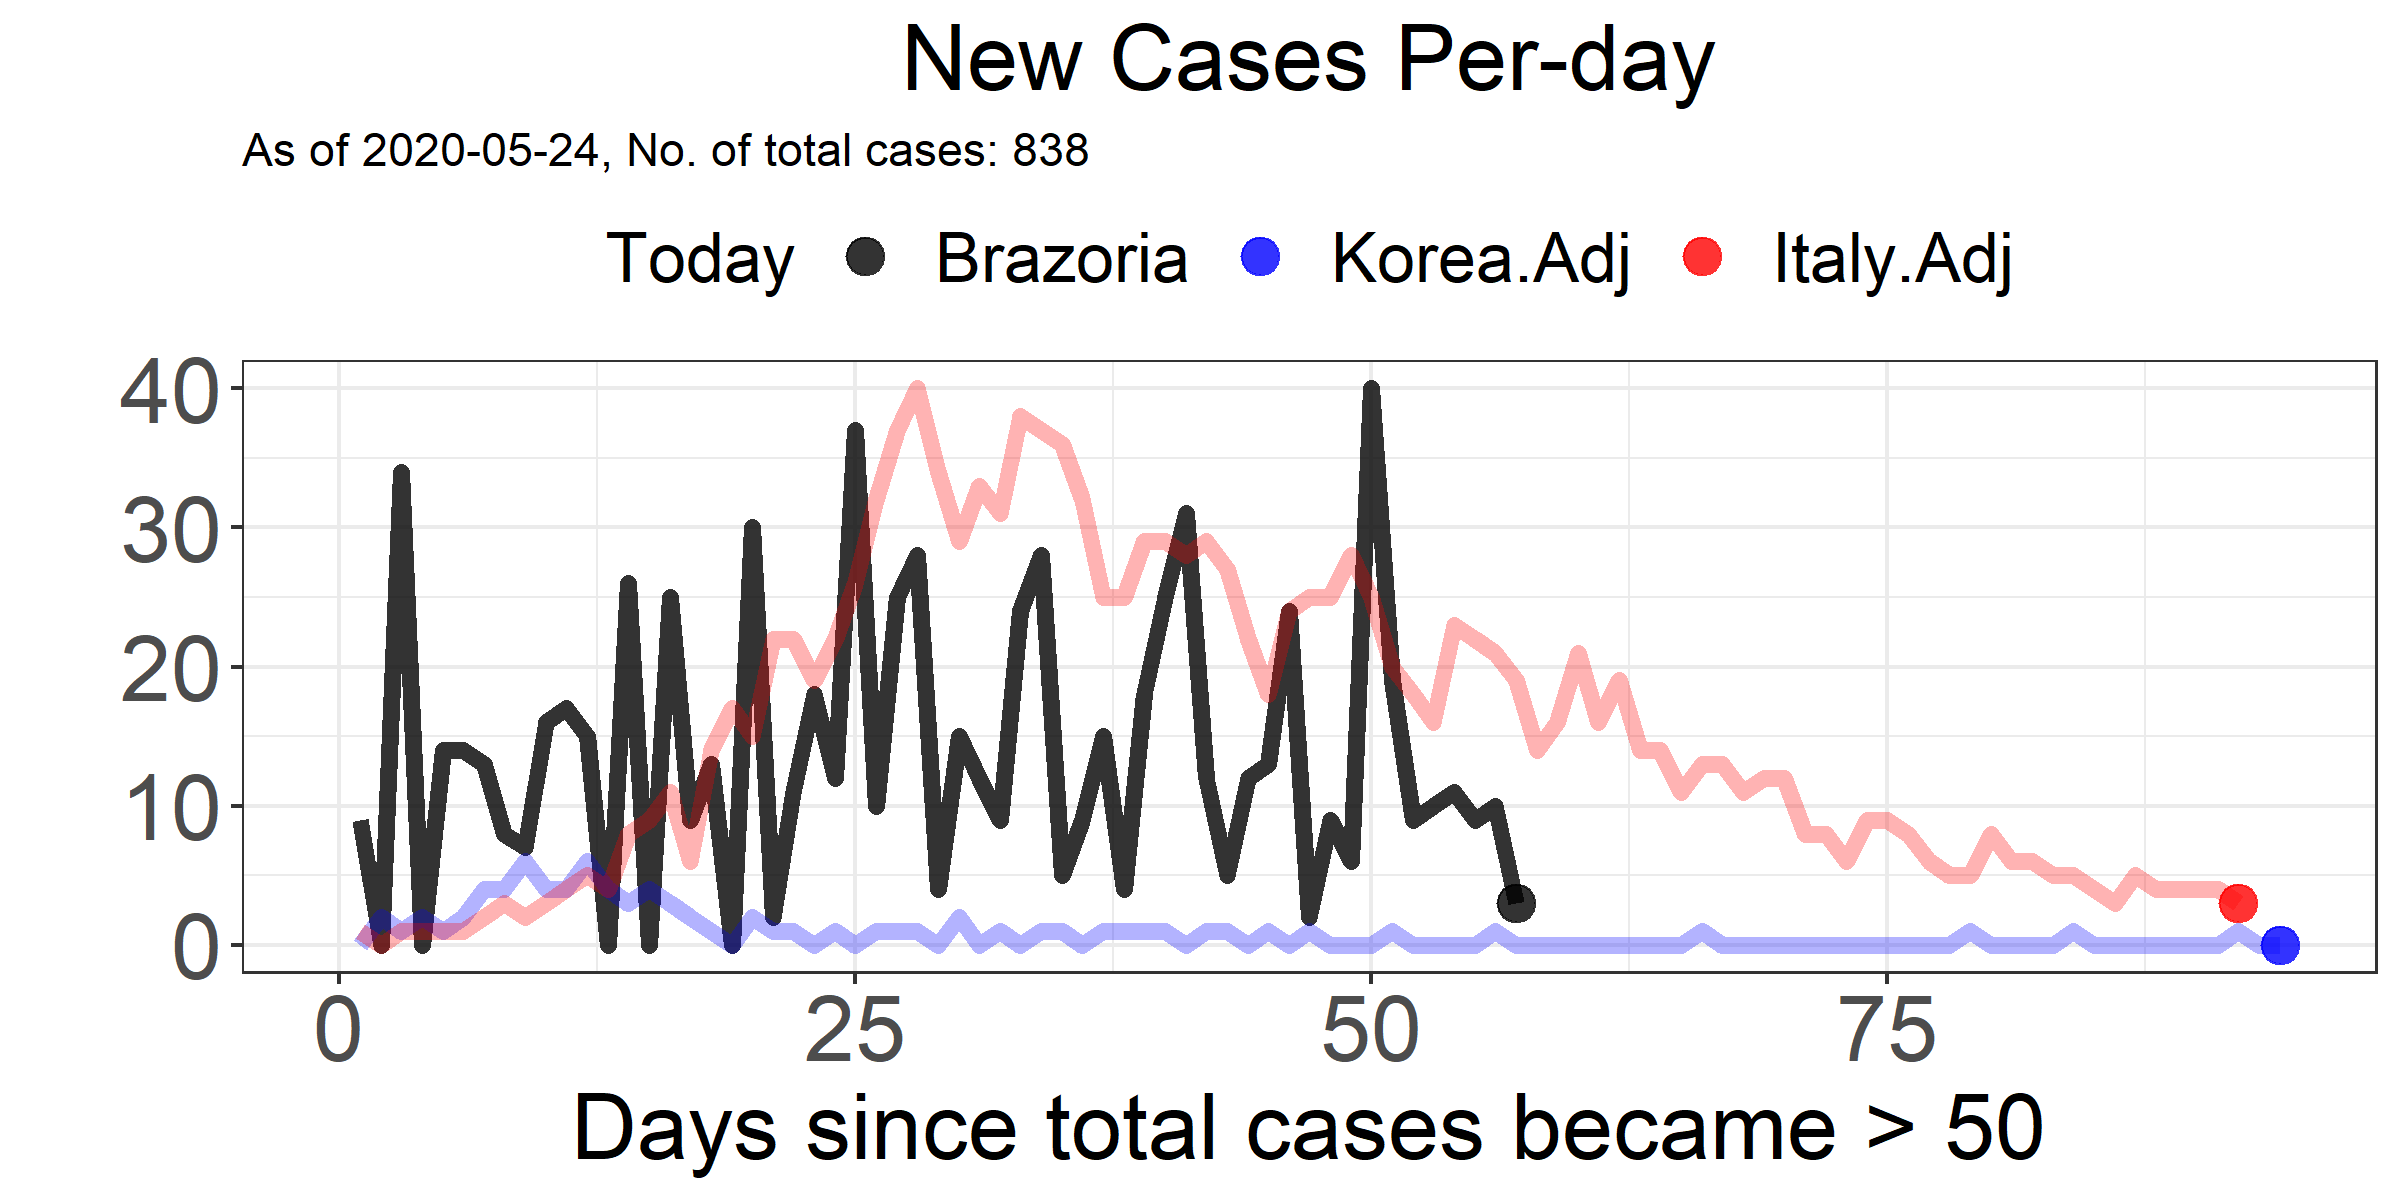 New Cases Per-day
As of 2020-05-24, No. of total cases: 838
Today Brazoria Korea.Adj Italy.Adj
40
30
20
10
0
0 25 50 75
Days since total cases became > 50